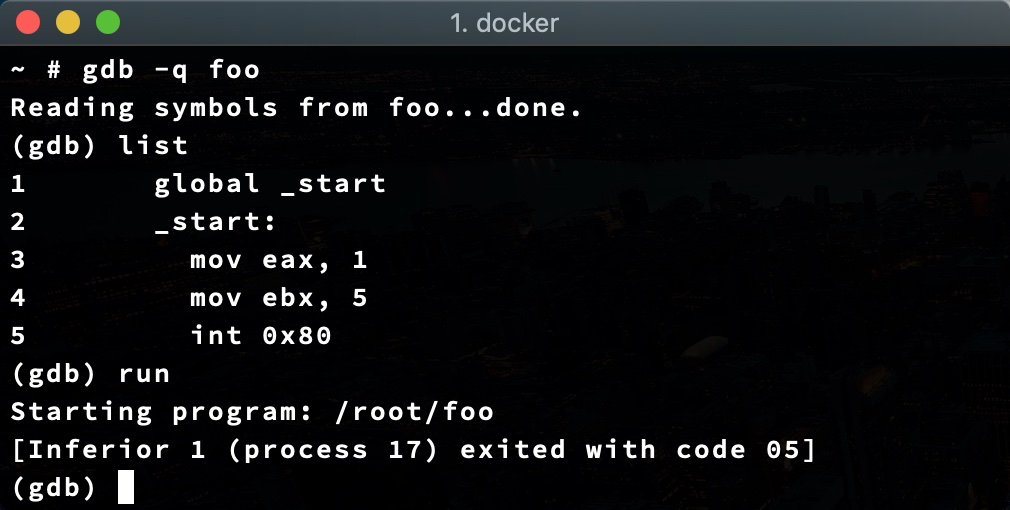 1. docker
~ # gdb -q foo
Reading symbols from foo...done.
(gdb) list
1       global _start
2       _start:
3         mov eax, 1
4         mov ebx, 5
5         int 0x80
(gdb) run
Starting program: /root/foo
[Inferior 1 (process 17) exited with code 05]
(gdb)